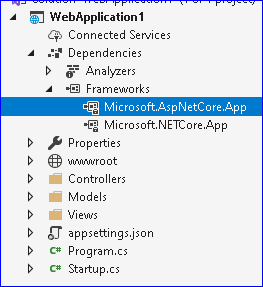 WebApplication1
Connected Services
Dependencies
Analyzers
Frameworks
Microsoft.AspNetCore.App
Microsoft.NETCore.App
Properties
wwwroot
Controllers
Models
Views
appsettings.json
C# Program.cs
C# Startup.cs